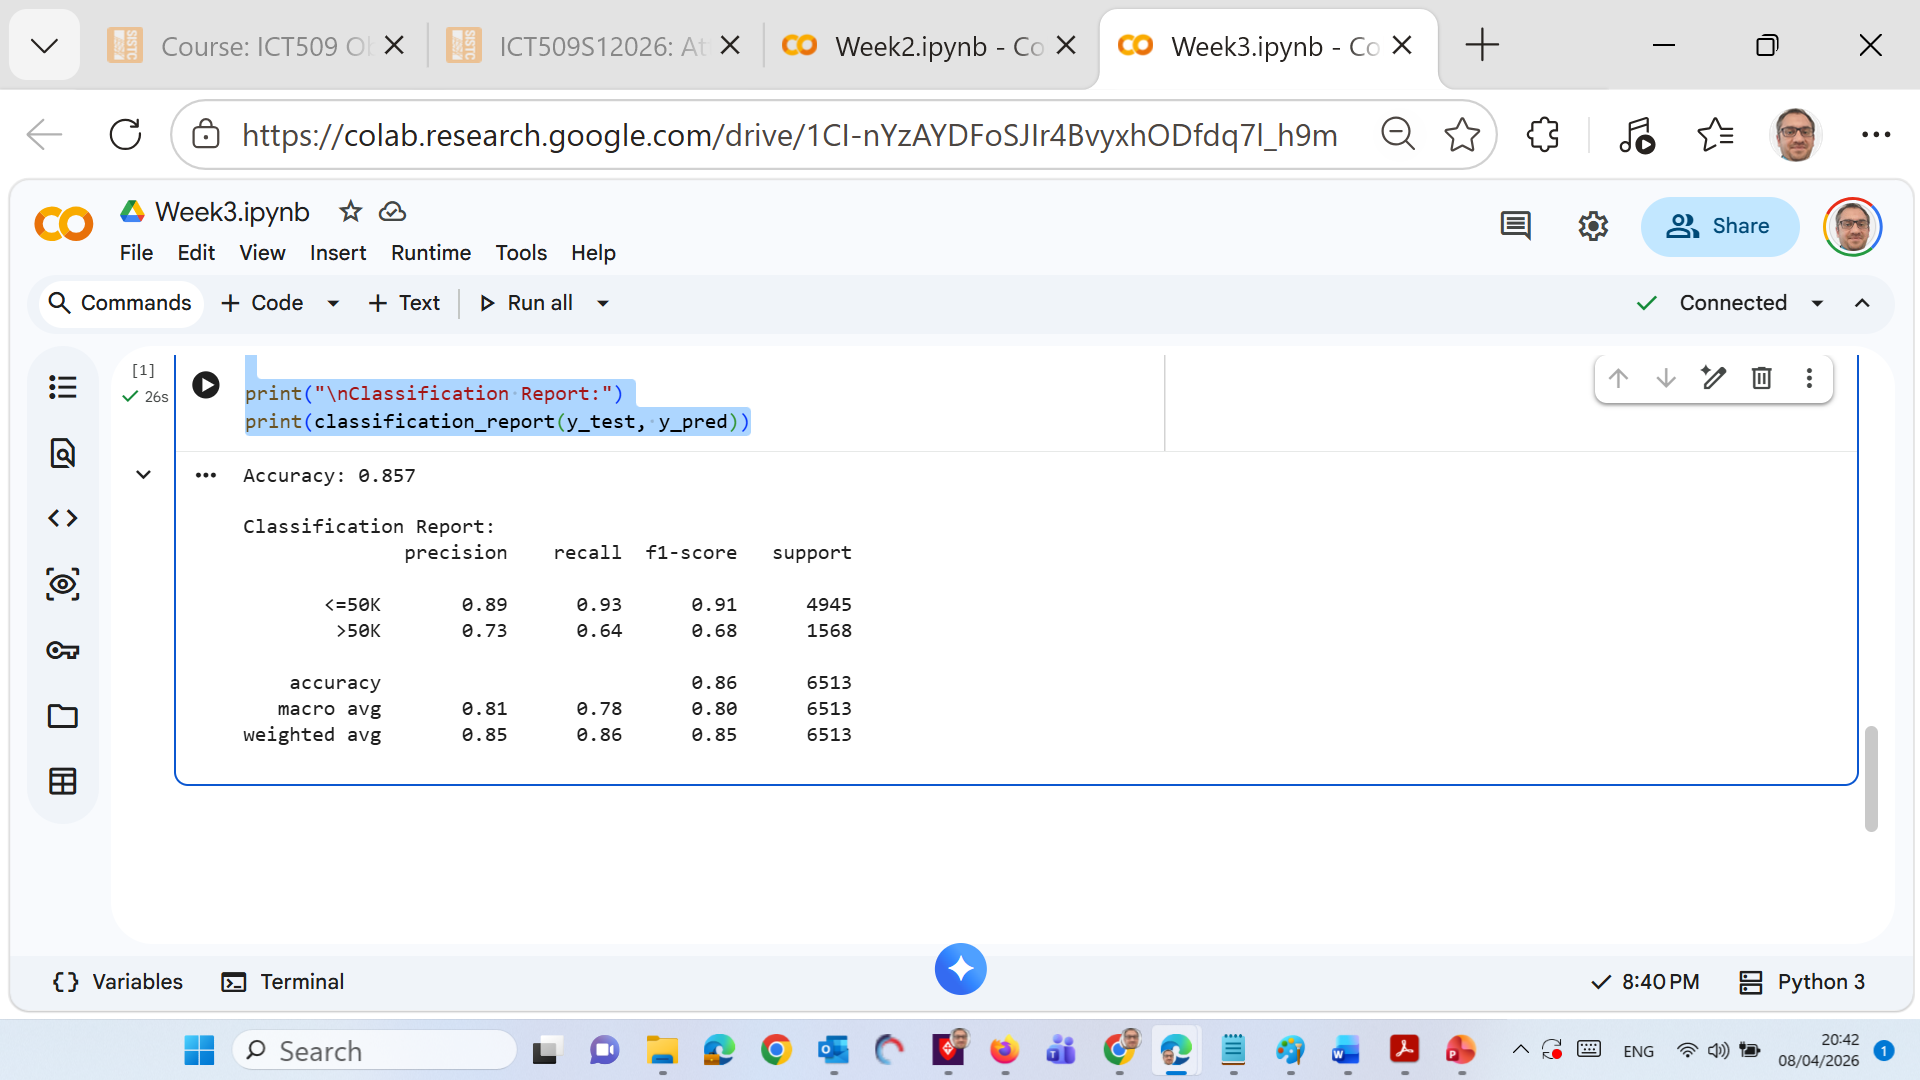 Course: ICT509 O
ICT509S12026: At
Week2.ipynb - Co
Week3.ipynb - Co
https://colab.research.google.com/drive/1CI-nYzAYDFoSJIr4BvyxhODfdq7l_h9m
Week3.ipynb
File Edit View Insert Runtime Tools Help
Share
Commands + Code + Text Run all
Connected
[1]
26s
print("\nClassification Report:")
print(classification_report(y_test, y_pred))
Accuracy: 0.857
Classification Report:
precision recall f1-score support
<=50K 0.89 0.93 0.91 4945
>50K 0.73 0.64 0.68 1568
accuracy 0.86 6513
macro avg 0.81 0.78 0.80 6513
weighted avg 0.85 0.86 0.85 6513
{} Variables Terminal
8:40 PM Python 3
Search
ENG
20:42
08/04/2026
1